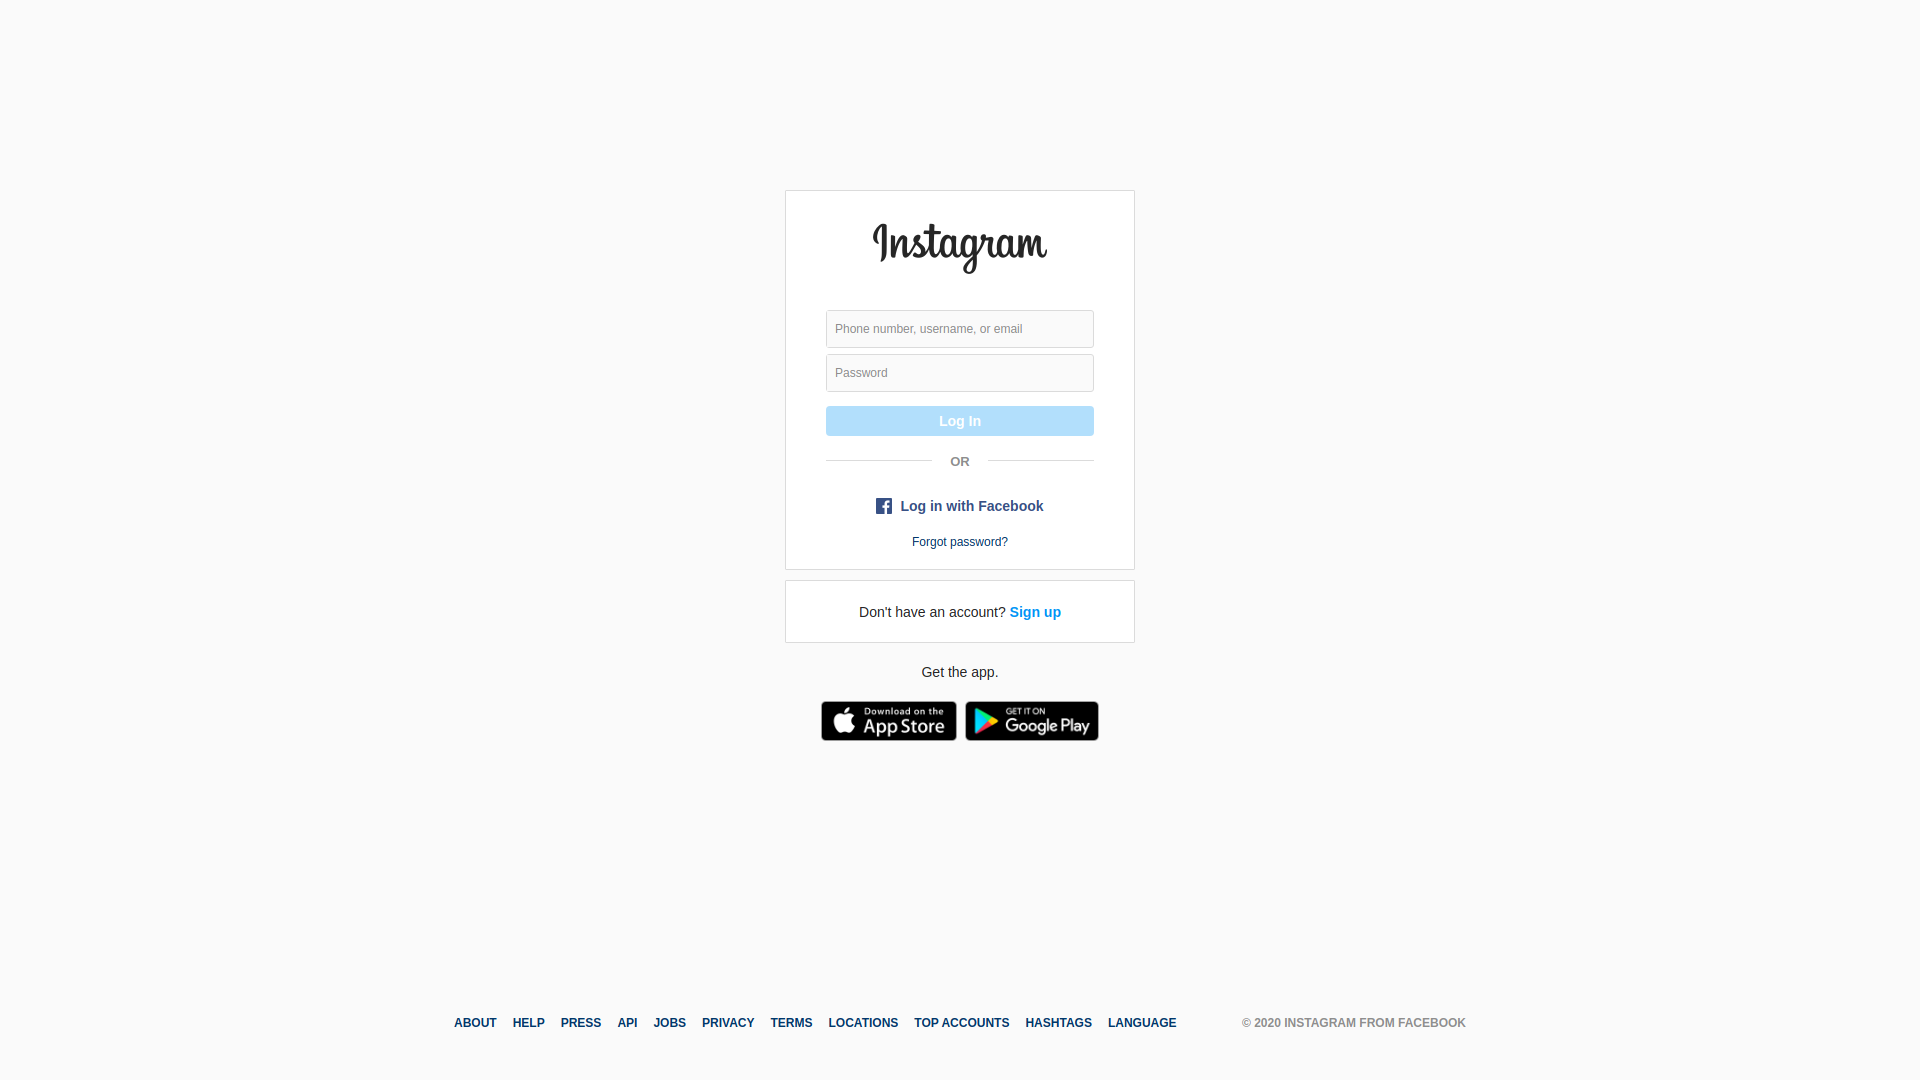 Instagram
Phone number, username, or email
Password
Log In
OR
Log in with Facebook
Forgot password?
Don't have an account? Sign up
Get the app.
Download on the
App Store
GET IT ON
Google Play
ABOUT HELP PRESS API JOBS PRIVACY TERMS LOCATIONS TOP ACCOUNTS HASHTAGS LANGUAGE © 2020 INSTAGRAM FROM FACEBOOK